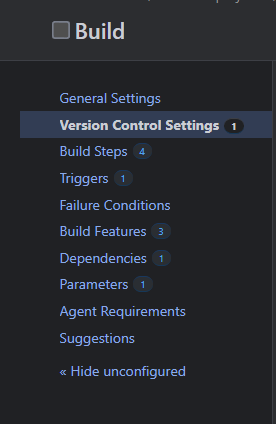 Build
General Settings
Version Control Settings 1
Build Steps 4
Triggers 1
Failure Conditions
Build Features 3
Dependencies 1
Parameters 1
Agent Requirements
Suggestions
« Hide unconfigured